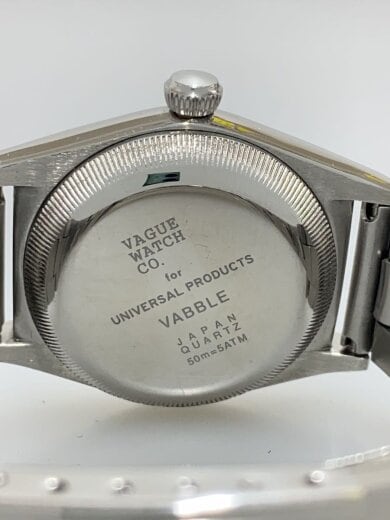 VAGUE
WATCH
CO.
for
UNIVERSAL PRODUCTS
VABBLE
JAPAN
QUARTZ
50m=5ATM